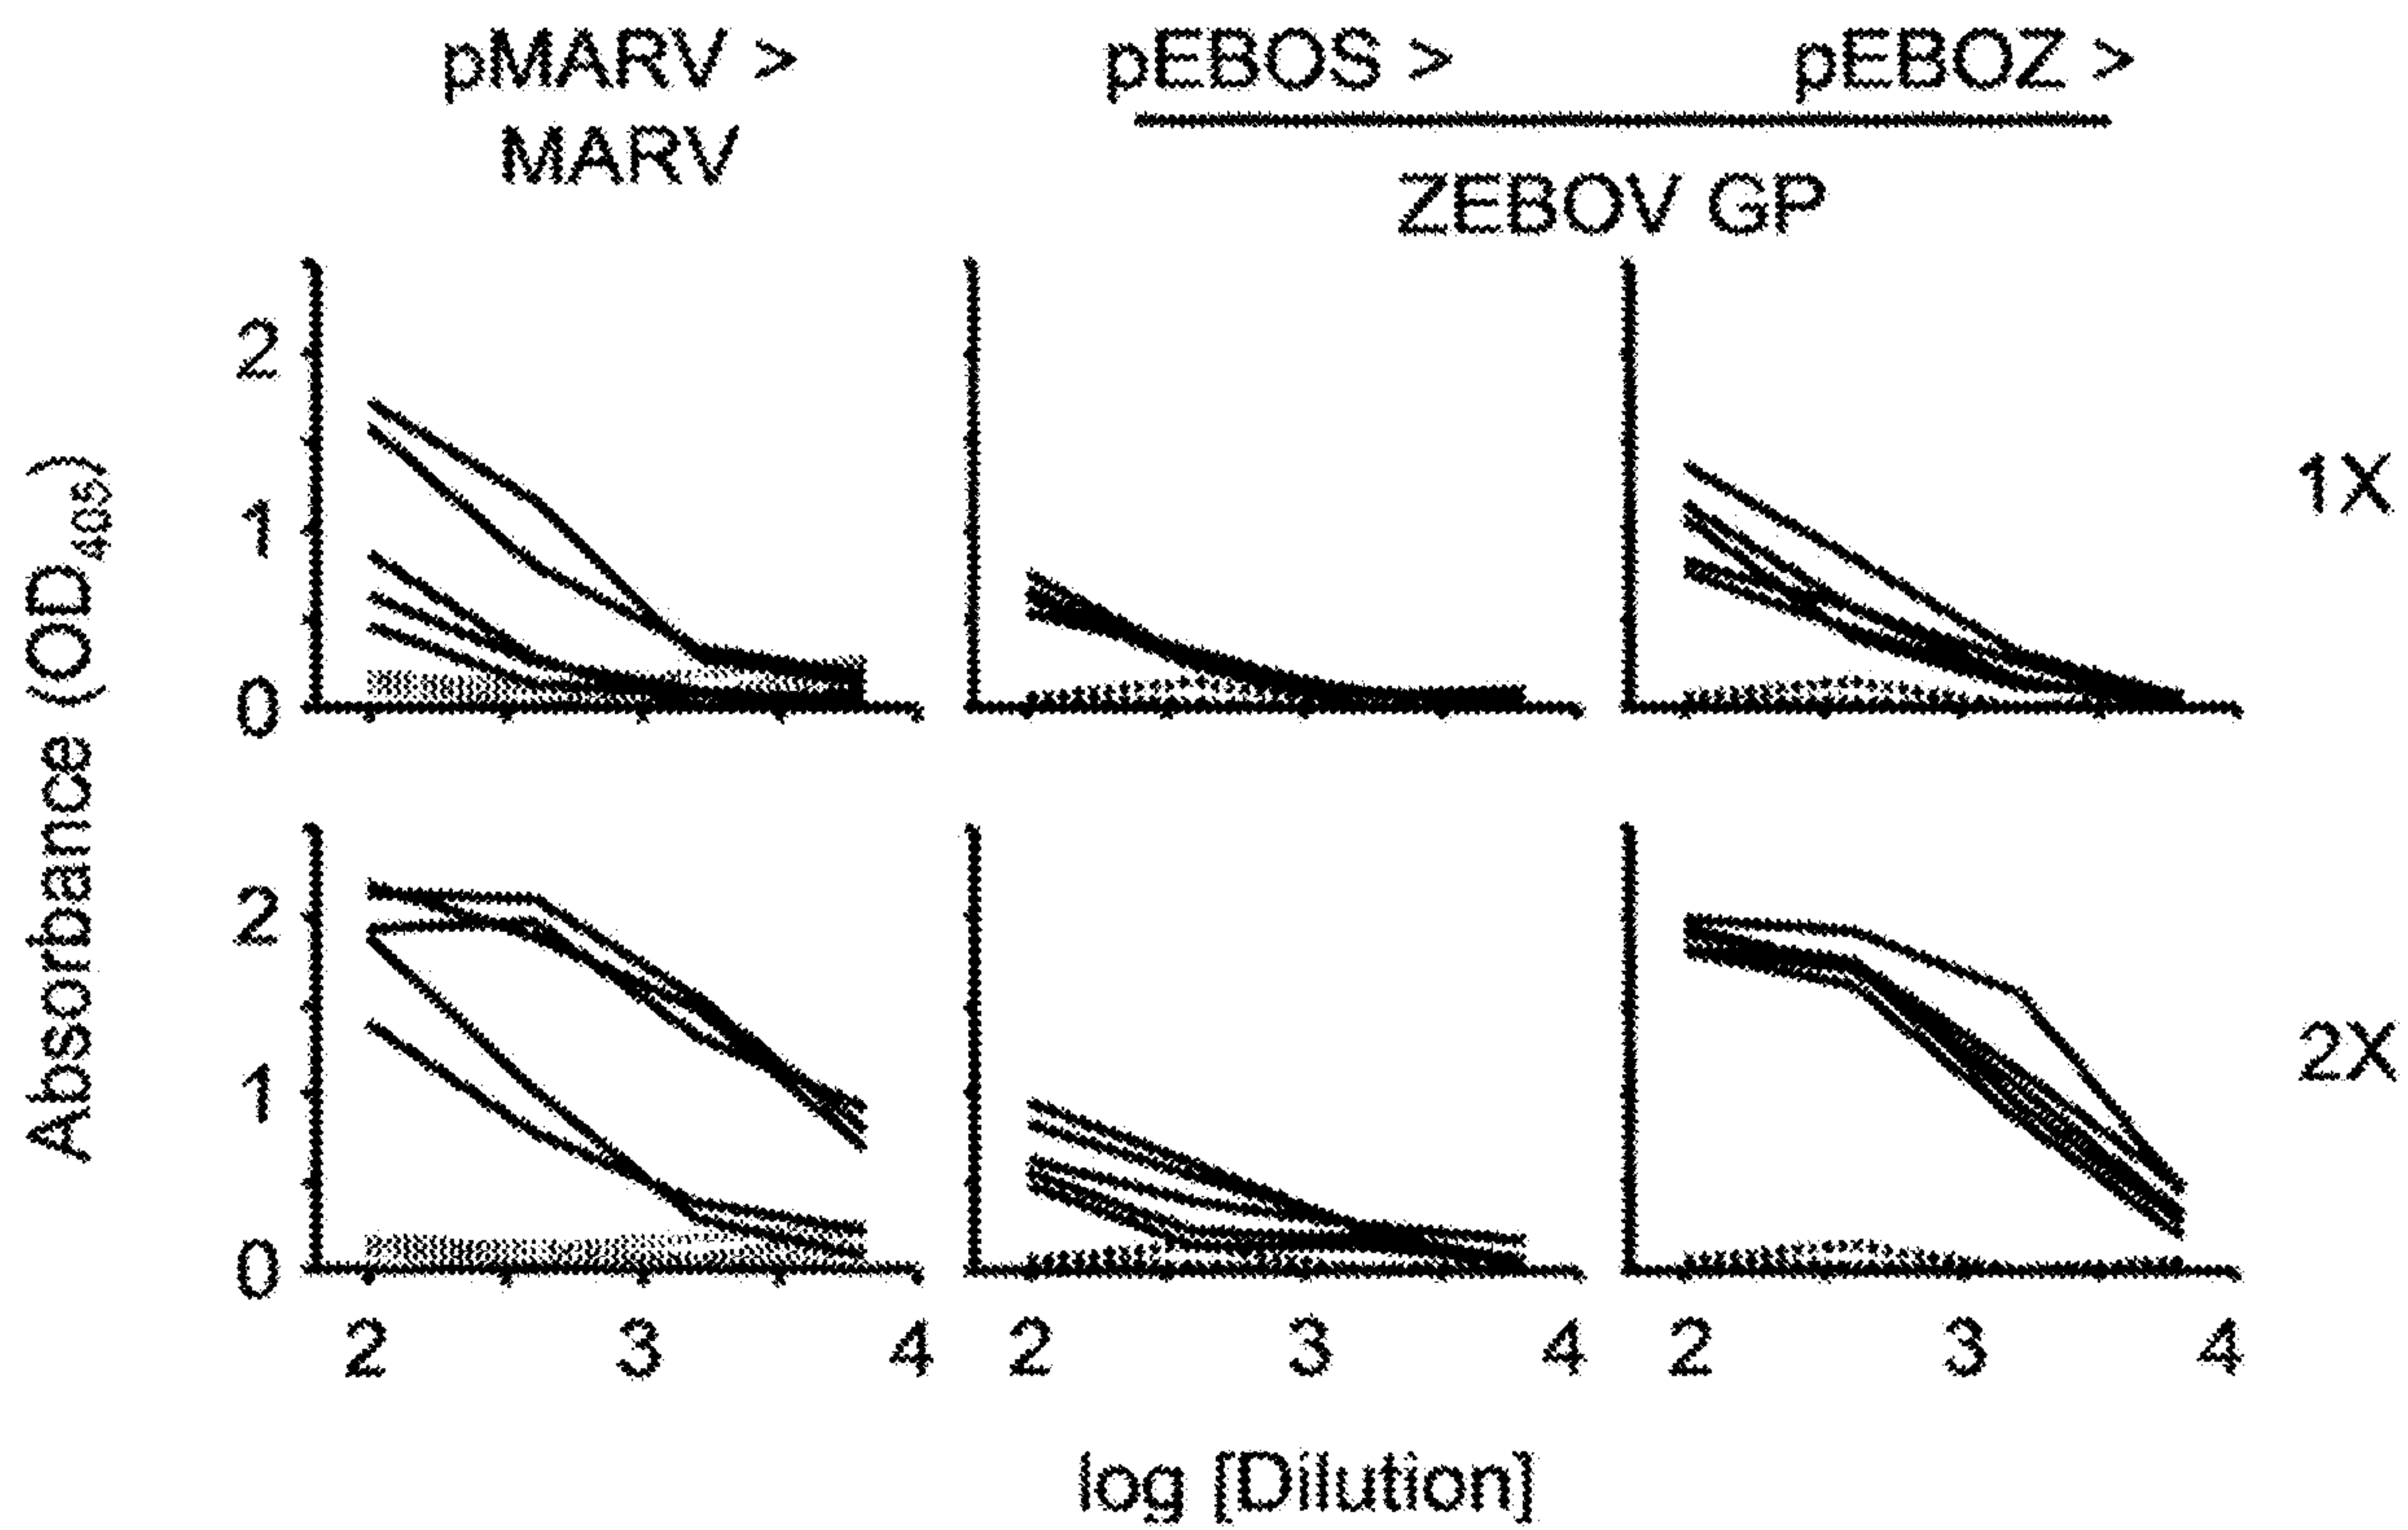 pMARV > pEBOS > pEBOZ >
MARV
ZEBOV GP
2
1
0
1X
Absorbance (OD405)
2
1
0
2X
2 3 4 2 3 4 2 3 4
log [Dilution]